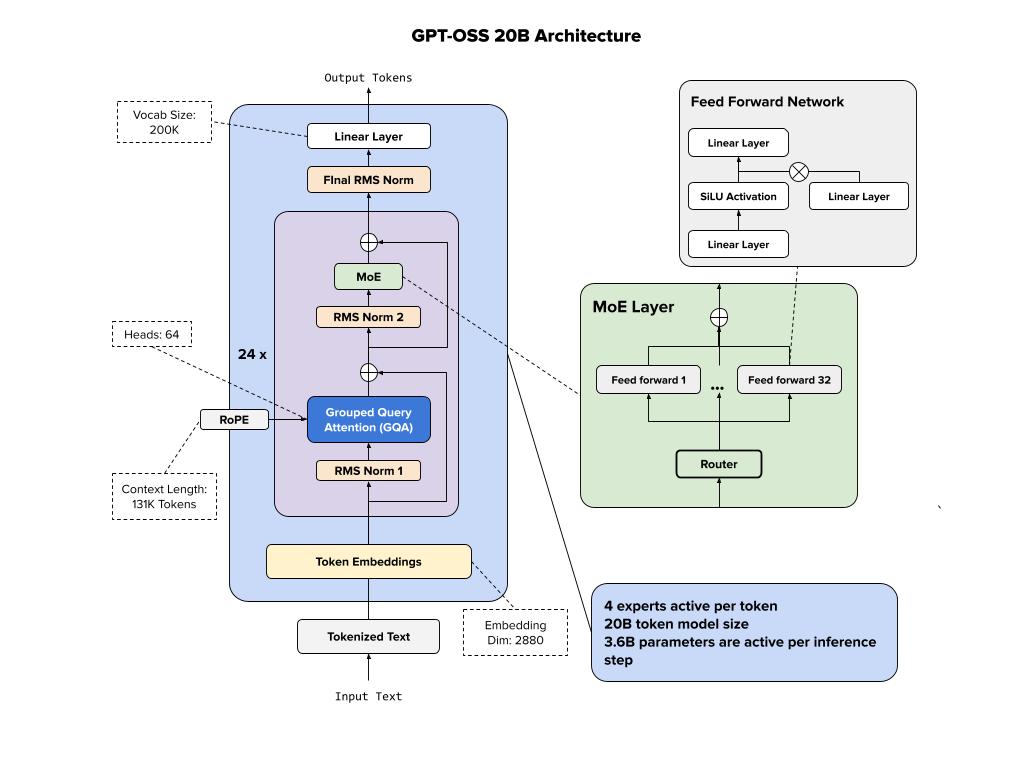 GPT-OSS 20B Architecture
Output Tokens
Vocab Size:
200K
Linear Layer
FInal RMS Norm
MoE
RMS Norm 2
Heads: 64
24 x
Grouped Query
Attention (GQA)
RoPE
RMS Norm 1
Context Length:
131K Tokens
Token Embeddings
Embedding
Dim: 2880
Tokenized Text
Input Text
Feed Forward Network
Linear Layer
SiLU Activation
Linear Layer
Linear Layer
MoE Layer
Feed forward 1
...
Feed forward 32
Router
4 experts active per token
20B token model size
3.6B parameters are active per inference
step